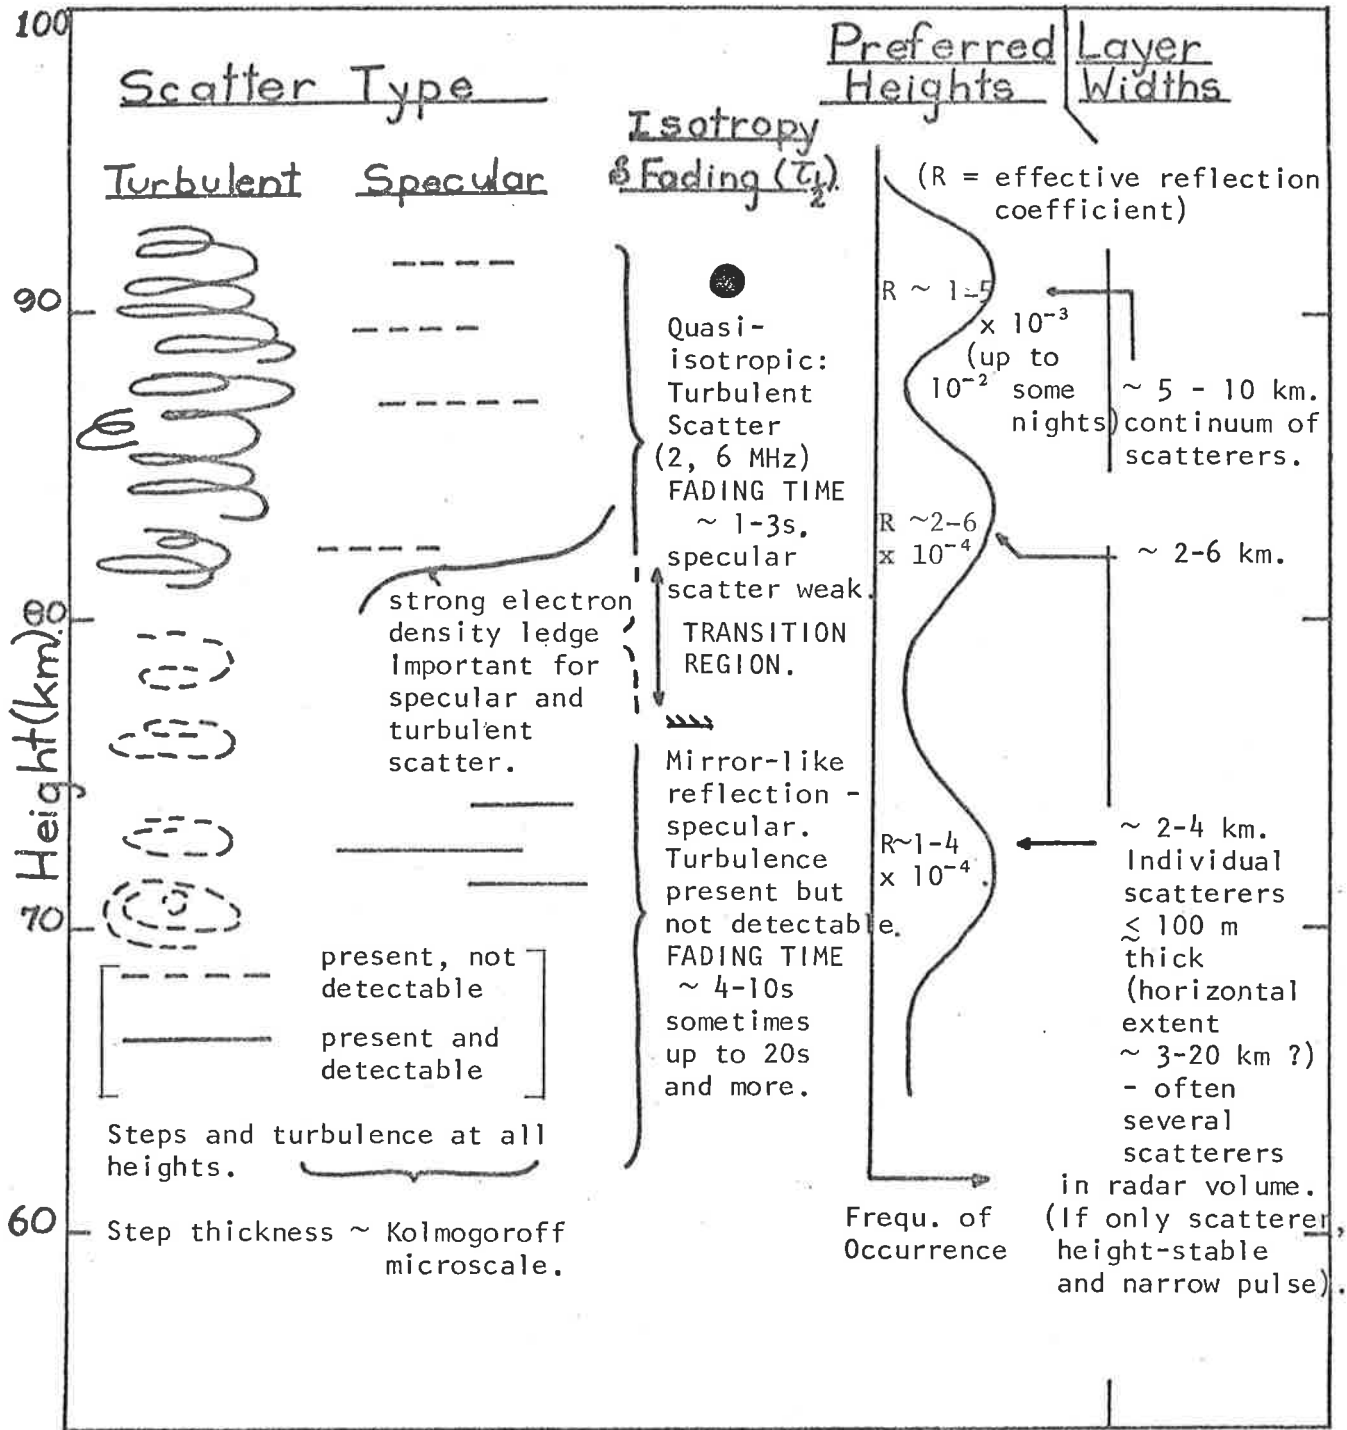 100
90
80
70
60
Height (km).
Scatter Type
Turbulent
Specular
strong electron
density ledge
Important for
specular and
turbulent
scatter.
present, not
detectable
present and
detectable
Steps and turbulence at all
heights.
Step thickness ~ Kolmogoroff
microscale.
Isotropy
& Fading (τ½).
Quasi-
isotropic:
Turbulent
Scatter
(2, 6 MHz)
FADING TIME
~ 1-3s.
specular
scatter weak.
TRANSITION
REGION.
Mirror-like
reflection -
specular.
Turbulence
present but
not detectable.
FADING TIME
~ 4-10s
sometimes
up to 20s
and more.
Preferred
Heights
(R = effective reflection
coefficient)
R ~ 1-5
x 10⁻³
(up to
10⁻² some
nights)
R ~2-6
x 10⁻⁴
R~1-4
x 10⁻⁴.
Frequ. of
Occurrence
Layer
Widths
~ 5 - 10 km.
continuum of
scatterers.
~ 2-6 km.
~ 2-4 km.
Individual
scatterers
≲ 100 m
thick
(horizontal
extent
~ 3-20 km ?)
- often
several
scatterers
in radar volume.
(If only scatterer,
height-stable
and narrow pulse).